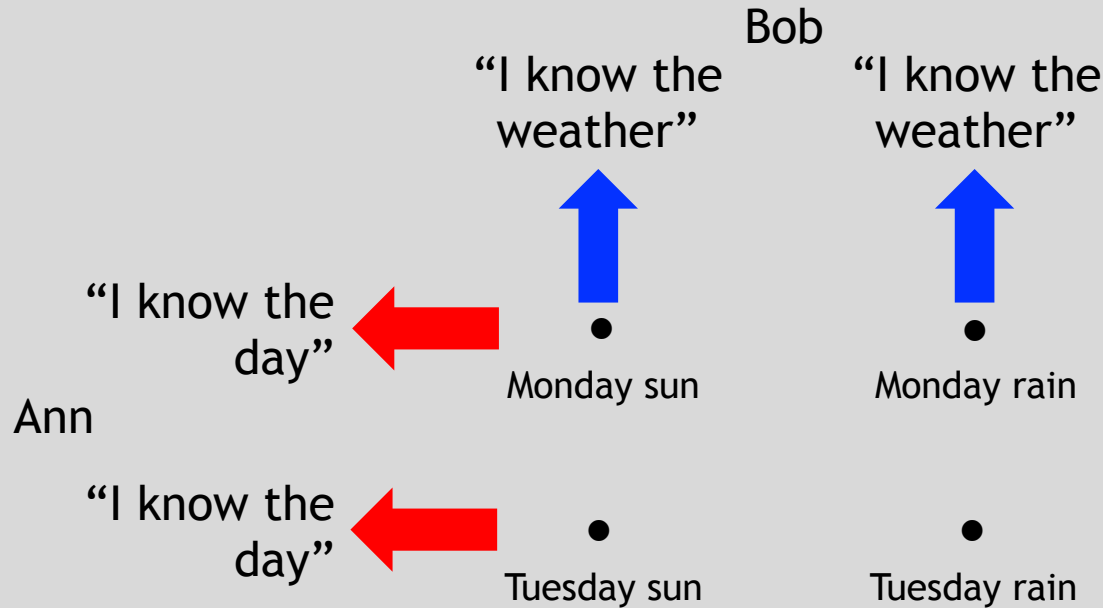 Bob
“I know the
weather”
“I know the
weather”
“I know the
day”
Monday sun
Monday rain
Ann
“I know the
day”
Tuesday sun
Tuesday rain